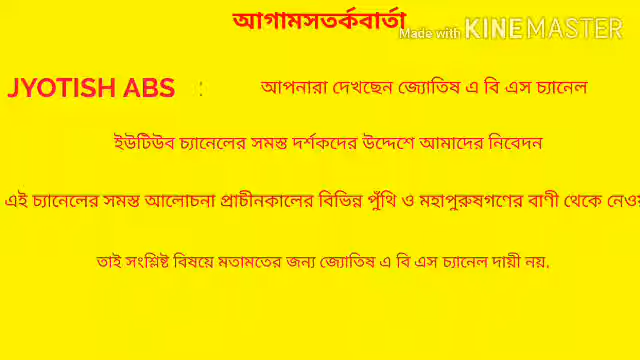 আগামসতর্কবার্তা
Made with KINEMASTER
JYOTISH ABS : আপনারা দেখছেন জ্যোতিষ এ বি এস চ্যানেল
ইউটিউব চ্যানেলের সমস্ত দর্শকদের উদ্দেশে আমাদের নিবেদন
এই চ্যানেলের সমস্ত আলোচনা প্রাচীনকালের বিভিন্ন পুঁথি ও মহাপুরুষগণের বাণী থেকে
তাই সংশ্লিষ্ট বিষয়ে মতামতের জন্য জ্যোতিষ এ বি এস চ্যানেল দায়ী নয়.